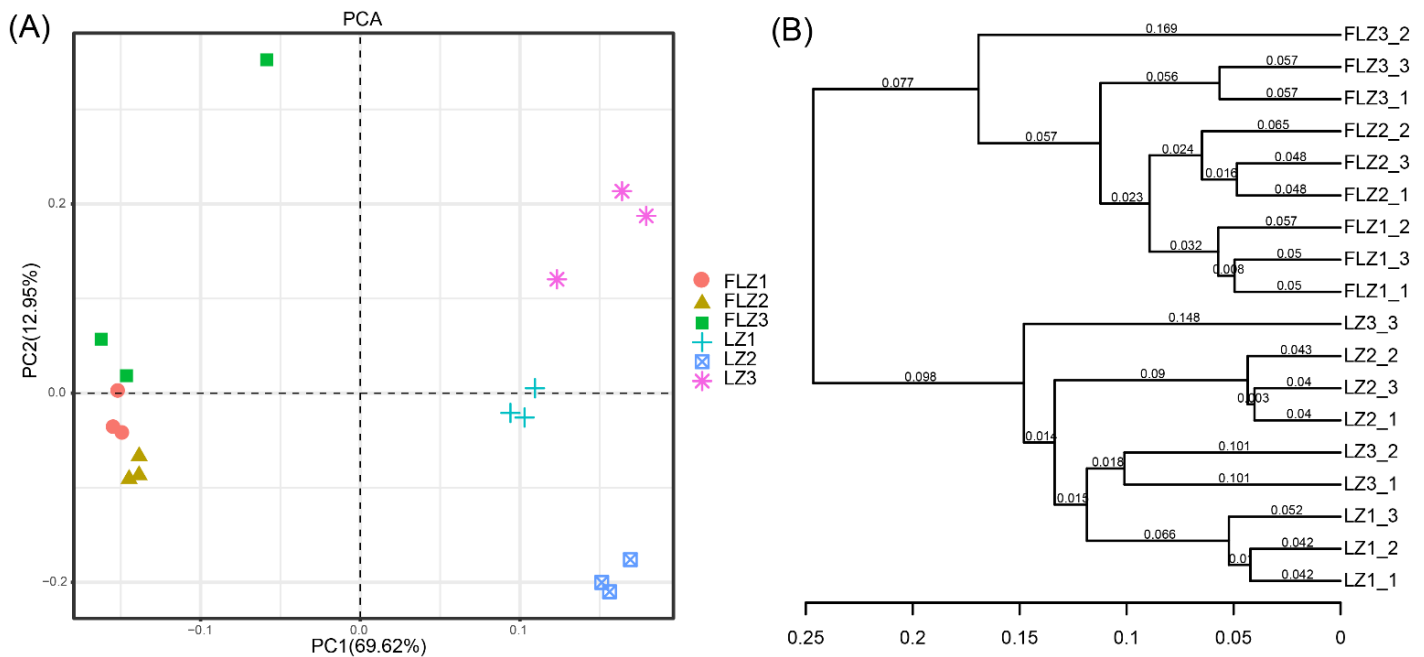 (A)
PCA
PC2(12.95%)
0.2
0.0
−0.2
−0.1
0.0
0.1
PC1(69.62%)
FLZ1
FLZ2
FLZ3
LZ1
LZ2
LZ3
(B)
0.169
FLZ3_2
0.077
0.057
FLZ3_3
0.056
0.057
FLZ3_1
0.057
0.065
FLZ2_2
0.024
0.048
FLZ2_3
0.016
0.048
FLZ2_1
0.023
0.057
FLZ1_2
0.032
0.05
FLZ1_3
0.008
0.05
FLZ1_1
0.148
LZ3_3
0.098
0.043
LZ2_2
0.09
0.04
LZ2_3
0.003
0.04
LZ2_1
0.014
0.101
LZ3_2
0.018
0.101
LZ3_1
0.015
0.052
LZ1_3
0.066
0.042
LZ1_2
0.042
LZ1_1
0.25 0.2 0.15 0.1 0.05 0